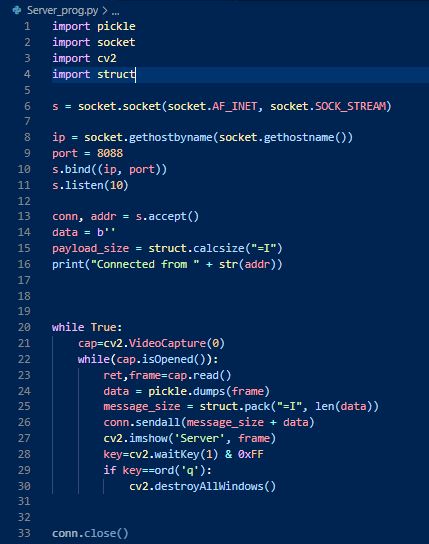 Server_prog.py > ...
1 import pickle
2 import socket
3 import cv2
4 import struct
5
6 s = socket.socket(socket.AF_INET, socket.SOCK_STREAM)
7
8 ip = socket.gethostbyname(socket.gethostname())
9 port = 8088
10 s.bind((ip, port))
11 s.listen(10)
12
13 conn, addr = s.accept()
14 data = b''
15 payload_size = struct.calcsize("=I")
16 print("Connected from " + str(addr))
17
18
19
20 while True:
21     cap=cv2.VideoCapture(0)
22     while(cap.isOpened()):
23         ret,frame=cap.read()
24         data = pickle.dumps(frame)
25         message_size = struct.pack("=I", len(data))
26         conn.sendall(message_size + data)
27         cv2.imshow('Server', frame)
28         key=cv2.waitKey(1) & 0xFF
29         if key==ord('q'):
30             cv2.destroyAllWindows()
31
32
33 conn.close()